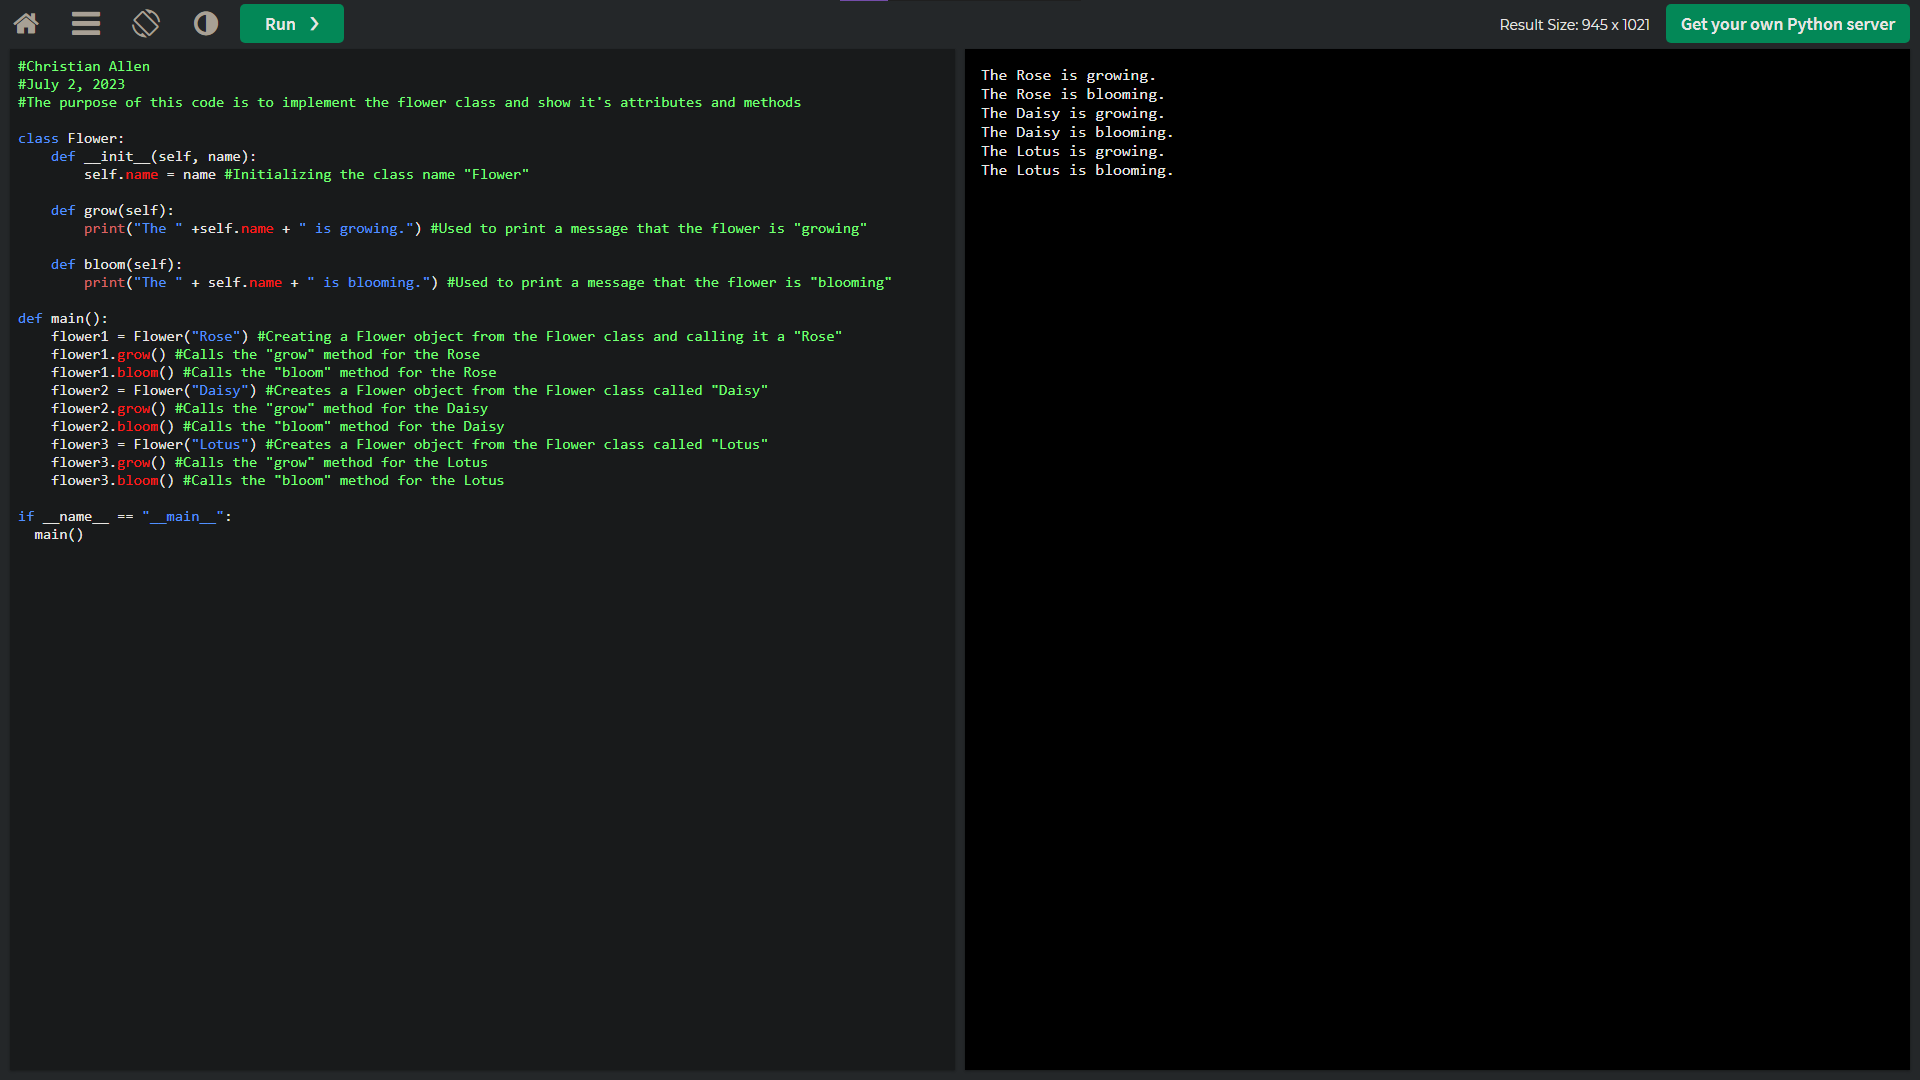 Run ❯
Result Size: 945 x 1021
Get your own Python server
#Christian Allen
#July 2, 2023
#The purpose of this code is to implement the flower class and show it's attributes and methods
class Flower:
    def __init__(self, name):
        self.name = name #Initializing the class name "Flower"
    def grow(self):
        print("The " +self.name + " is growing.") #Used to print a message that the flower is "growing"
    def bloom(self):
        print("The " + self.name + " is blooming.") #Used to print a message that the flower is "blooming"
def main():
    flower1 = Flower("Rose") #Creating a Flower object from the Flower class and calling it a "Rose"
    flower1.grow() #Calls the "grow" method for the Rose
    flower1.bloom() #Calls the "bloom" method for the Rose
    flower2 = Flower("Daisy") #Creates a Flower object from the Flower class called "Daisy"
    flower2.grow() #Calls the "grow" method for the Daisy
    flower2.bloom() #Calls the "bloom" method for the Daisy
    flower3 = Flower("Lotus") #Creates a Flower object from the Flower class called "Lotus"
    flower3.grow() #Calls the "grow" method for the Lotus
    flower3.bloom() #Calls the "bloom" method for the Lotus
if __name__ == "__main__":
  main()
The Rose is growing.
The Rose is blooming.
The Daisy is growing.
The Daisy is blooming.
The Lotus is growing.
The Lotus is blooming.